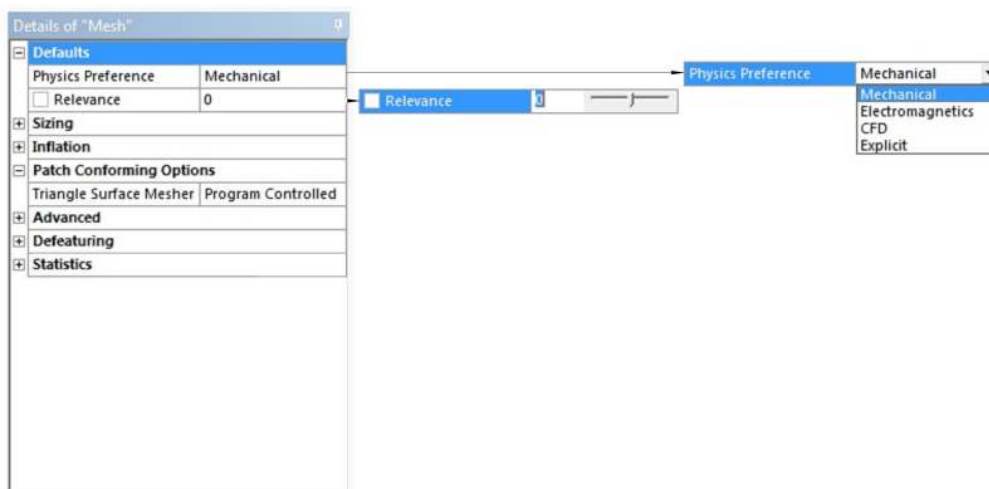 Details of "Mesh"
Defaults
Physics Preference Mechanical
Relevance 0
Sizing
Inflation
Patch Conforming Options
Triangle Surface Mesher Program Controlled
Advanced
Defeaturing
Statistics
Relevance 0
Physics Preference Mechanical
Mechanical
Electromagnetics
CFD
Explicit